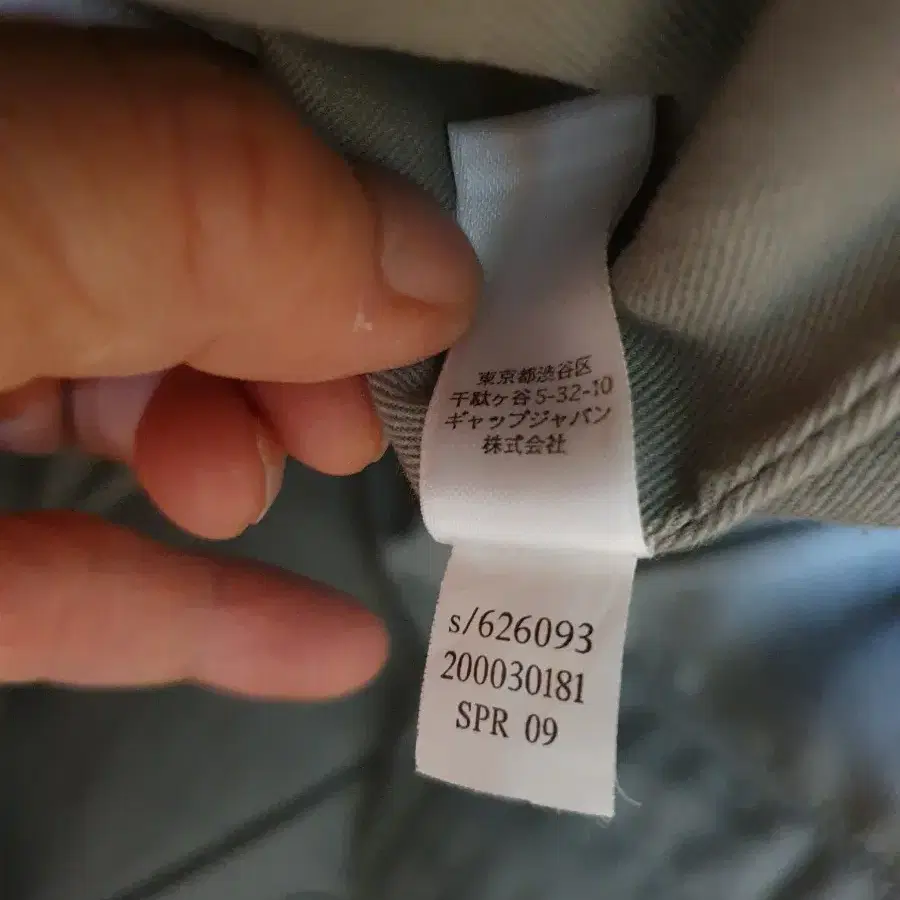 東京都渋谷区
千駄ヶ谷5-32-10
ギャップジャパン
株式会社
s/626093
200030181
SPR 09